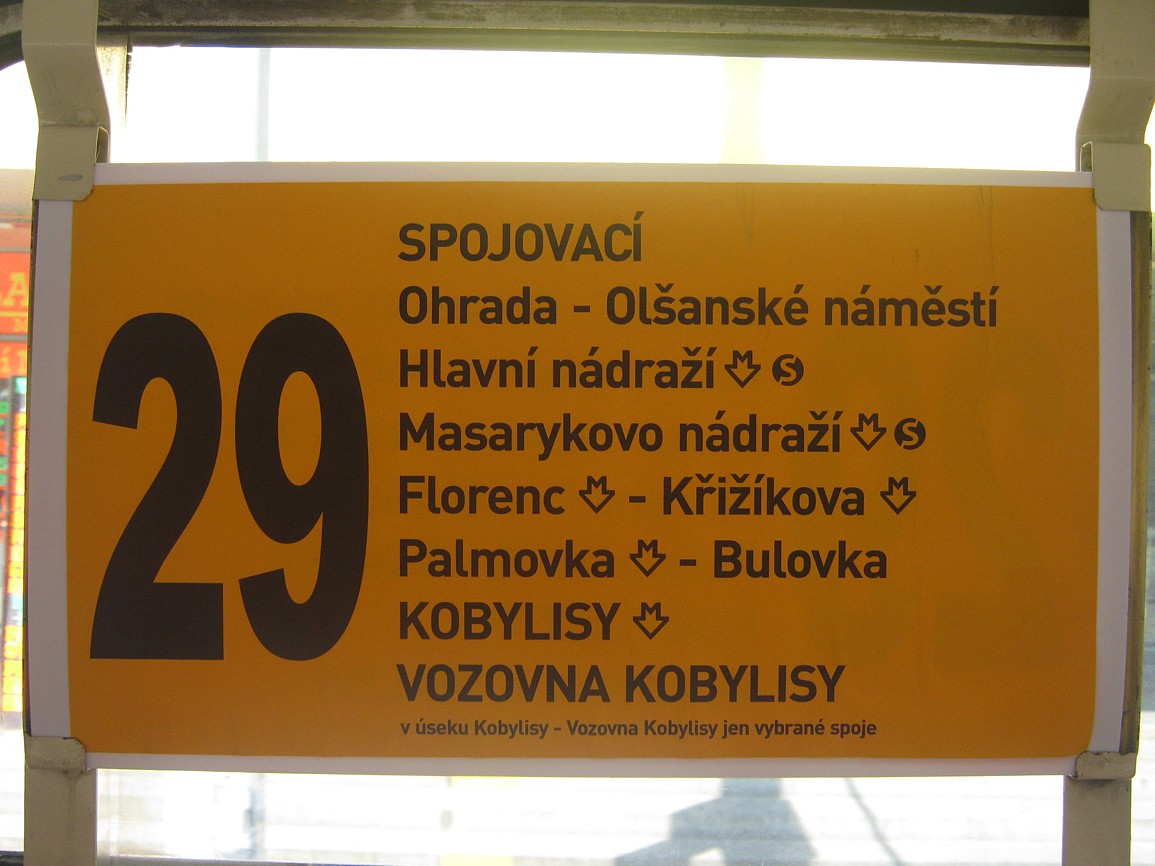 29
SPOJOVACÍ
Ohrada - Olšanské náměstí
Hlavní nádraží M S
Masarykovo nádraží M S
Florenc M - Křižíkova M
Palmovka M - Bulovka
KOBYLISY M
VOZOVNA KOBYLISY
v úseku Kobylisy - Vozovna Kobylisy jen vybrané spoje